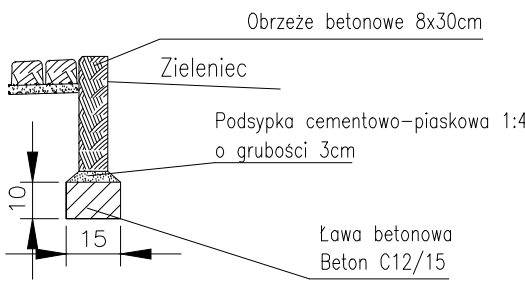 Obrzeże betonowe 8x30cm
Zieleniec
Podsypka cementowo-piaskowa 1:4
o grubości 3cm
10
15
Ława betonowa
Beton C12/15